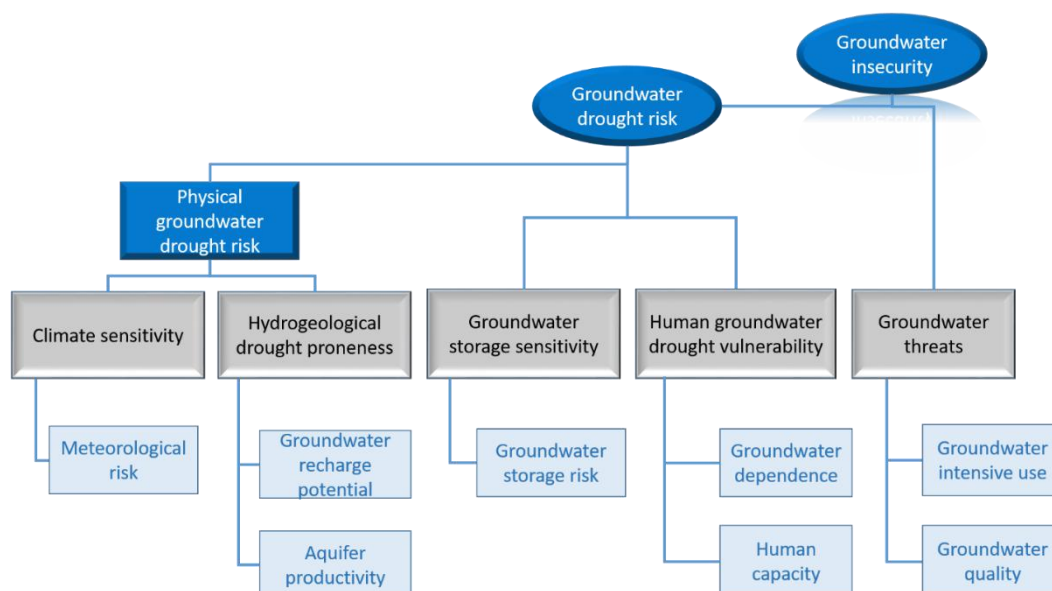 Groundwater
insecurity
Groundwater
drought risk
Physical
groundwater
drought risk
Climate sensitivity
Hydrogeological
drought proneness
Groundwater
storage sensitivity
Human groundwater
drought vulnerability
Groundwater
threats
Meteorological
risk
Groundwater
recharge
potential
Groundwater
storage risk
Groundwater
dependence
Groundwater
intensive use
Aquifer
productivity
Human
capacity
Groundwater
quality